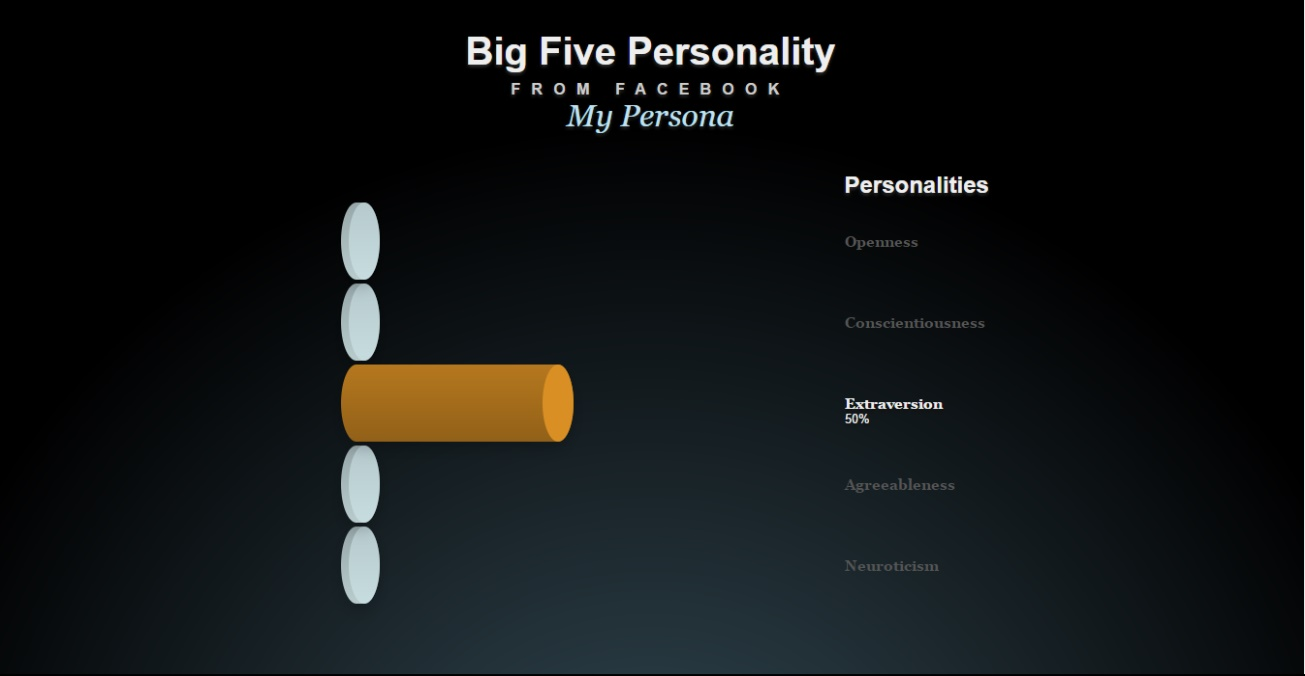 Big Five Personality
FROM FACEBOOK
My Persona
Personalities
Openness
Conscientiousness
Extraversion
50%
Agreeableness
Neuroticism